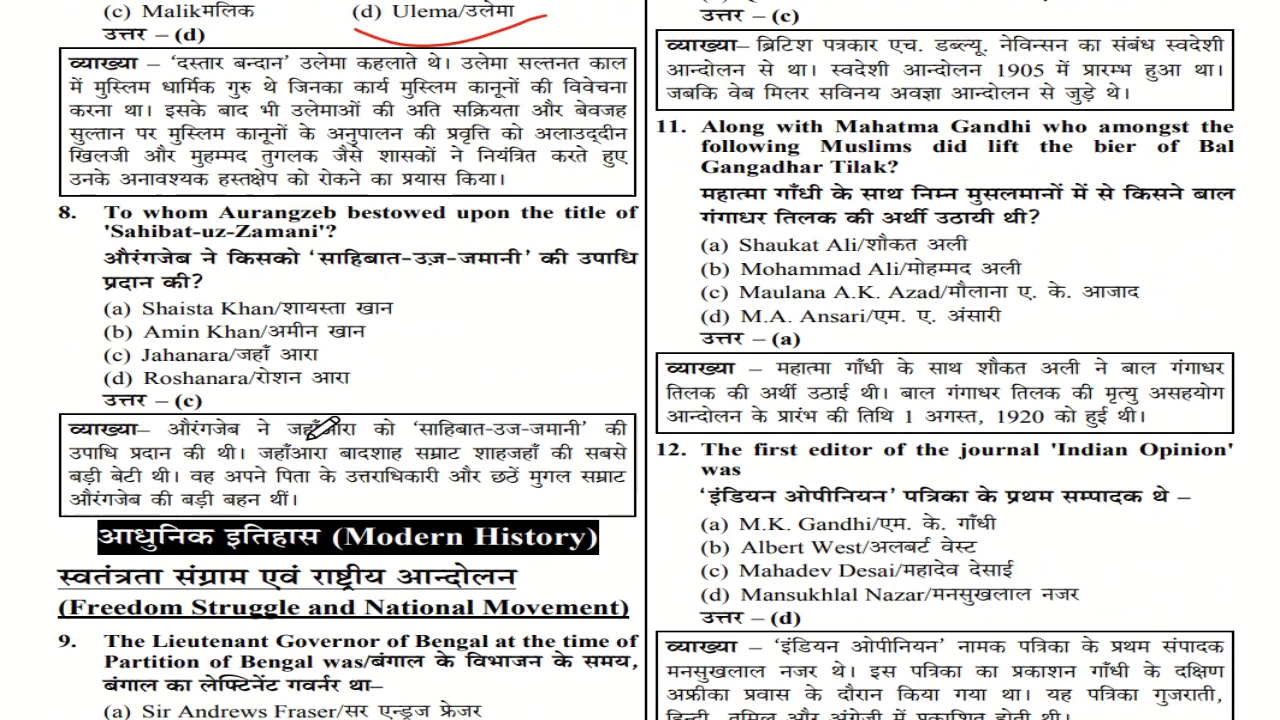 (c) Malikमलिक (d) Ulema/उलेमा
उत्तर – (d)
व्याख्या – ‘दस्तार बन्दान’ उलेमा कहलाते थे। उलेमा सल्तनत काल
में मुस्लिम धार्मिक गुरु थे जिनका कार्य मुस्लिम कानूनों की विवेचना
करना था। इसके बाद भी उलेमाओं की अति सक्रियता और बेवजह
सुल्तान पर मुस्लिम कानूनों के अनुपालन की प्रवृत्ति को अलाउद्दीन
खिलजी और मुहम्मद तुगलक जैसे शासकों ने नियंत्रित करते हुए
उनके अनावश्यक हस्तक्षेप को रोकने का प्रयास किया।
8. To whom Aurangzeb bestowed upon the title of
'Sahibat-uz-Zamani'?
औरंगजेब ने किसको ‘साहिबात-उज़-जमानी’ की उपाधि
प्रदान की?
(a) Shaista Khan/शायस्ता खान
(b) Amin Khan/अमीन खान
(c) Jahanara/जहाँ आरा
(d) Roshanara/रोशन आरा
उत्तर – (c)
व्याख्या– औरंगजेब ने जहाँआरा को ‘साहिबात-उज-जमानी’ की
उपाधि प्रदान की थी। जहाँआरा बादशाह सम्राट शाहजहाँ की सबसे
बड़ी बेटी थी। वह अपने पिता के उत्तराधिकारी और छठें मुगल सम्राट
औरंगजेब की बड़ी बहन थीं।
आधुनिक इतिहास (Modern History)
स्वतंत्रता संग्राम एवं राष्ट्रीय आन्दोलन
(Freedom Struggle and National Movement)
9. The Lieutenant Governor of Bengal at the time of
Partition of Bengal was/बंगाल के विभाजन के समय,
बंगाल का लेफ्टिनेंट गवर्नर था–
(a) Sir Andrews Fraser/सर एन्ड्रूज फ्रेजर
उत्तर – (c)
व्याख्या– ब्रिटिश पत्रकार एच. डब्ल्यू. नेविन्सन का संबंध स्वदेशी
आन्दोलन से था। स्वदेशी आन्दोलन 1905 में प्रारम्भ हुआ था।
जबकि वेब मिलर सविनय अवज्ञा आन्दोलन से जुड़े थे।
11. Along with Mahatma Gandhi who amongst the
following Muslims did lift the bier of Bal
Gangadhar Tilak?
महात्मा गाँधी के साथ निम्न मुसलमानों में से किसने बाल
गंगाधर तिलक की अर्थी उठायी थी?
(a) Shaukat Ali/शौकत अली
(b) Mohammad Ali/मोहम्मद अली
(c) Maulana A.K. Azad/मौलाना ए. के. आजाद
(d) M.A. Ansari/एम. ए. अंसारी
उत्तर – (a)
व्याख्या – महात्मा गाँधी के साथ शौकत अली ने बाल गंगाधर
तिलक की अर्थी उठाई थी। बाल गंगाधर तिलक की मृत्यु असहयोग
आन्दोलन के प्रारंभ की तिथि 1 अगस्त, 1920 को हुई थी।
12. The first editor of the journal 'Indian Opinion'
was
‘इंडियन ओपीनियन’ पत्रिका के प्रथम सम्पादक थे –
(a) M.K. Gandhi/एम. के. गाँधी
(b) Albert West/अलबर्ट वेस्ट
(c) Mahadev Desai/महादेव देसाई
(d) Mansukhlal Nazar/मनसुखलाल नजर
उत्तर – (d)
व्याख्या – ‘इंडियन ओपीनियन’ नामक पत्रिका के प्रथम संपादक
मनसुखलाल नजर थे। इस पत्रिका का प्रकाशन गाँधी के दक्षिण
अफ्रीका प्रवास के दौरान किया गया था। यह पत्रिका गुजराती,
हिन्दी, तमिल और अंग्रेजी में प्रकाशित होती थी।